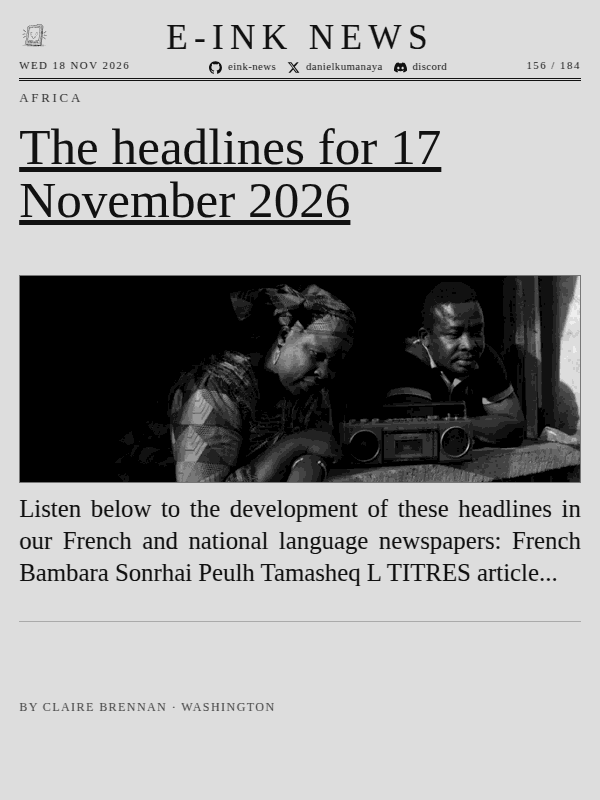 E-INK NEWS
WED 18 NOV 2026
eink-news
danielkumanaya
discord
156 / 184
AFRICA
The headlines for 17
November 2026
Listen below to the development of these headlines in
our French and national language newspapers: French
Bambara Sonrhai Peulh Tamasheq L TITRES article...
BY CLAIRE BRENNAN · WASHINGTON